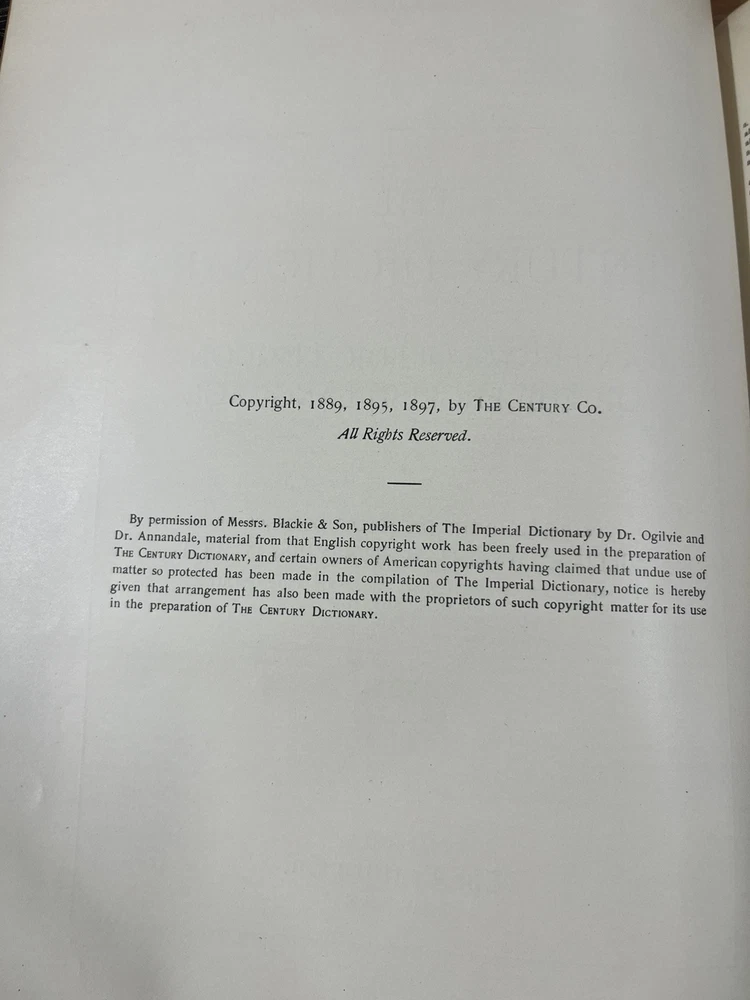 Copyright, 1889, 1895, 1897, by THE CENTURY CO.
All Rights Reserved.
By permission of Messrs. Blackie & Son, publishers of The Imperial Dictionary by Dr. Ogilvie and
Dr. Annandale, material from that English copyright work has been freely used in the preparation of
THE CENTURY DICTIONARY, and certain owners of American copyrights having claimed that undue use of
matter so protected has been made in the compilation of The Imperial Dictionary, notice is hereby
given that arrangement has also been made with the proprietors of such copyright matter for its use
in the preparation of THE CENTURY DICTIONARY.